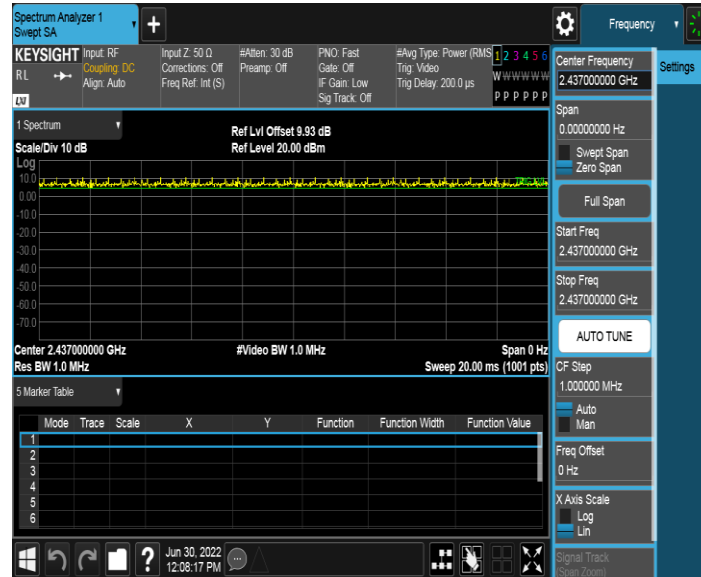 Spectrum Analyzer 1
Swept SA
+
Frequency
Settings
KEYSIGHT
RL
LXI
Input: RF
Coupling: DC
Align: Auto
Input Z: 50 Ω
Corrections: Off
Freq Ref: Int (S)
#Atten: 30 dB
Preamp: Off
PNO: Fast
Gate: Off
IF Gain: Low
Sig Track: Off
#Avg Type: Power (RMS
Trig: Video
Trig Delay: 200.0 µs
1 2 3 4 5 6
W W W W W W
P P P P P P
1 Spectrum
Scale/Div 10 dB
Ref Lvl Offset 9.93 dB
Ref Level 20.00 dBm
Log
10.0
0.00
-10.0
-20.0
-30.0
-40.0
-50.0
-60.0
-70.0
Center 2.437000000 GHz
#Video BW 1.0 MHz
Span 0 Hz
Res BW 1.0 MHz
Sweep 20.00 ms (1001 pts)
5 Marker Table
Mode Trace Scale X Y Function Function Width Function Value
1
2
3
4
5
6
?
Jun 30, 2022
12:08:17 PM
Center Frequency
2.437000000 GHz
Span
0.00000000 Hz
Swept Span
Zero Span
Full Span
Start Freq
2.437000000 GHz
Stop Freq
2.437000000 GHz
AUTO TUNE
CF Step
1.000000 MHz
Auto
Man
Freq Offset
0 Hz
X Axis Scale
Log
Lin
Signal Track
(Span Zoom)